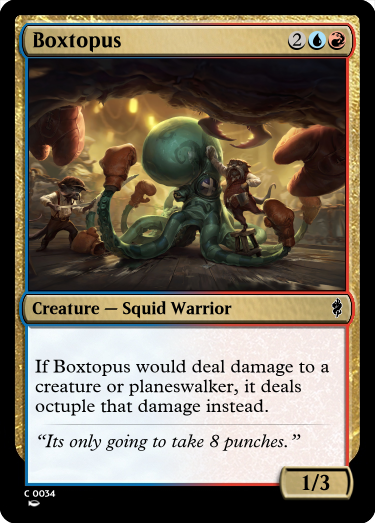 Boxtopus 2
Creature — Squid Warrior
If Boxtopus would deal damage to a
creature or planeswalker, it deals
octuple that damage instead.
“Its only going to take 8 punches.”
1/3
C 0034